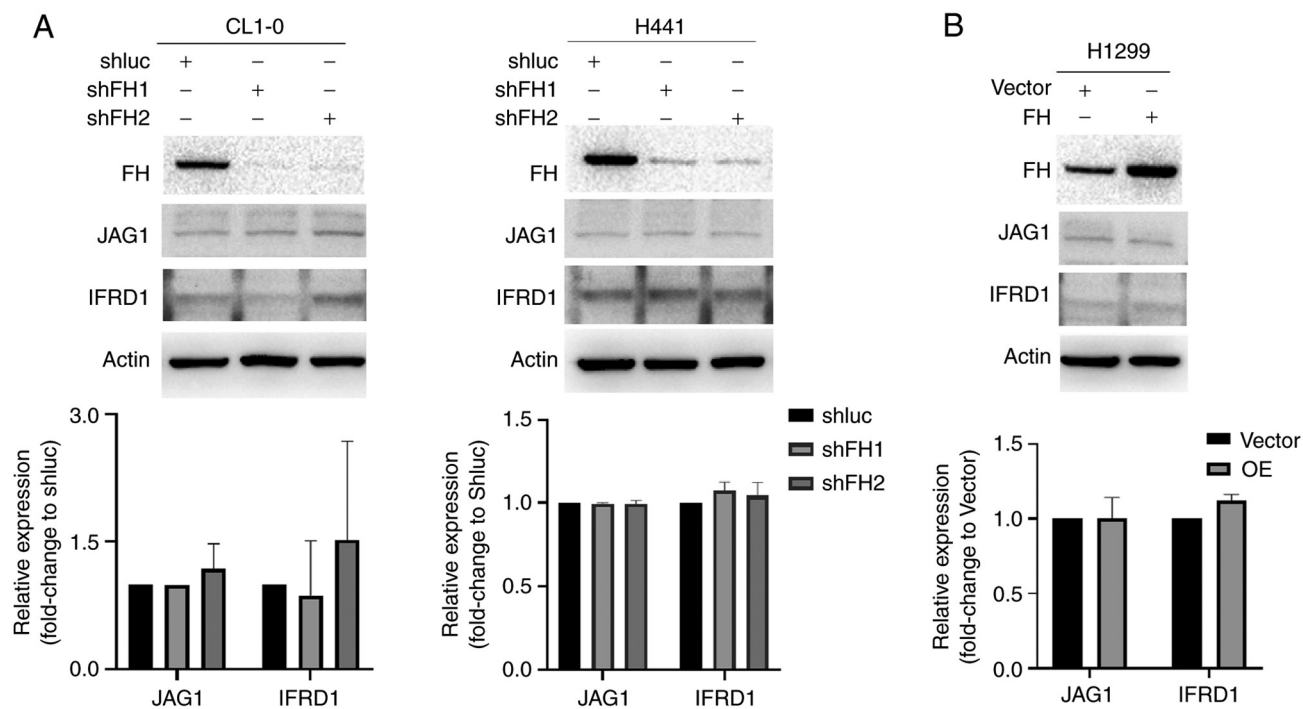 A
CL1-0
shluc + − −
shFH1 − + −
shFH2 − − +
FH
JAG1
IFRD1
Actin
3.0
1.5
0.0
Relative expression
(fold-change to shluc)
JAG1 IFRD1
H441
shluc + − −
shFH1 − + −
shFH2 − − +
FH
JAG1
IFRD1
Actin
1.5
1.0
0.5
0.0
Relative expression
(fold-change to Shluc)
JAG1 IFRD1
shluc
shFH1
shFH2
B
H1299
Vector + −
FH − +
FH
JAG1
IFRD1
Actin
1.5
1.0
0.5
0.0
Relative expression
(fold-change to Vector)
JAG1 IFRD1
Vector
OE